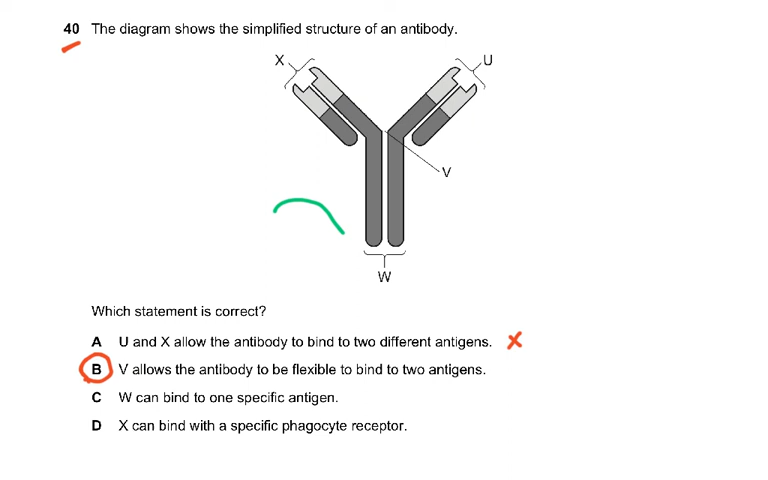 40 The diagram shows the simplified structure of an antibody.
X U
V
W
Which statement is correct?
A U and X allow the antibody to bind to two different antigens.
B V allows the antibody to be flexible to bind to two antigens.
C W can bind to one specific antigen.
D X can bind with a specific phagocyte receptor.